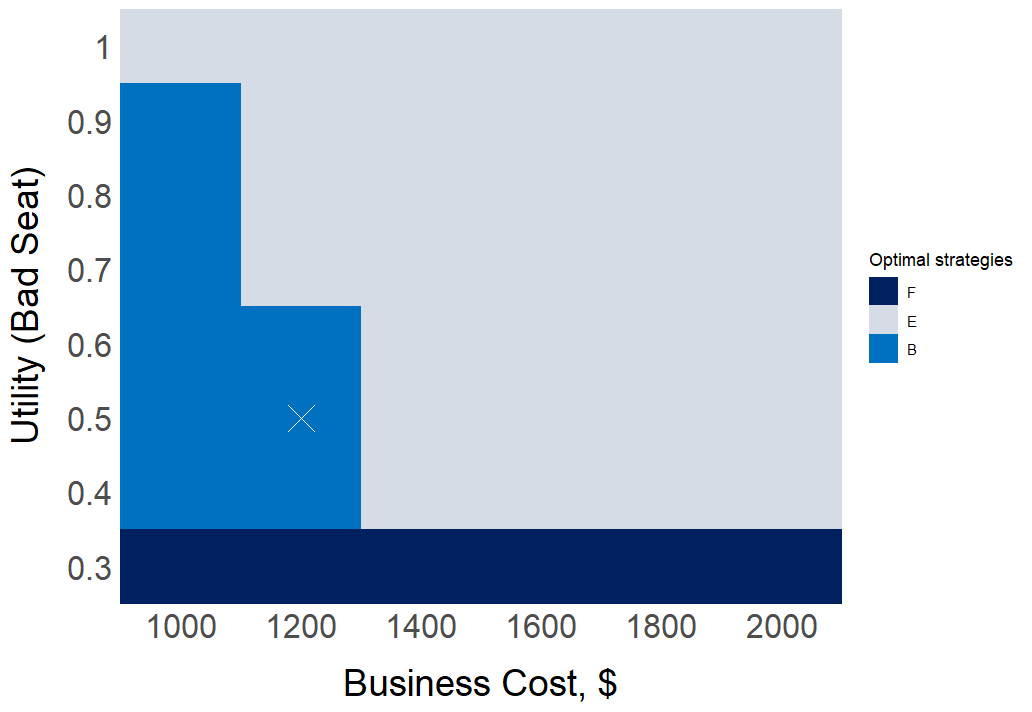 1
0.9
0.8
0.7
0.6
0.5
0.4
0.3
Utility (Bad Seat)
1000 1200 1400 1600 1800 2000
Business Cost, $
Optimal strategies
F
E
B